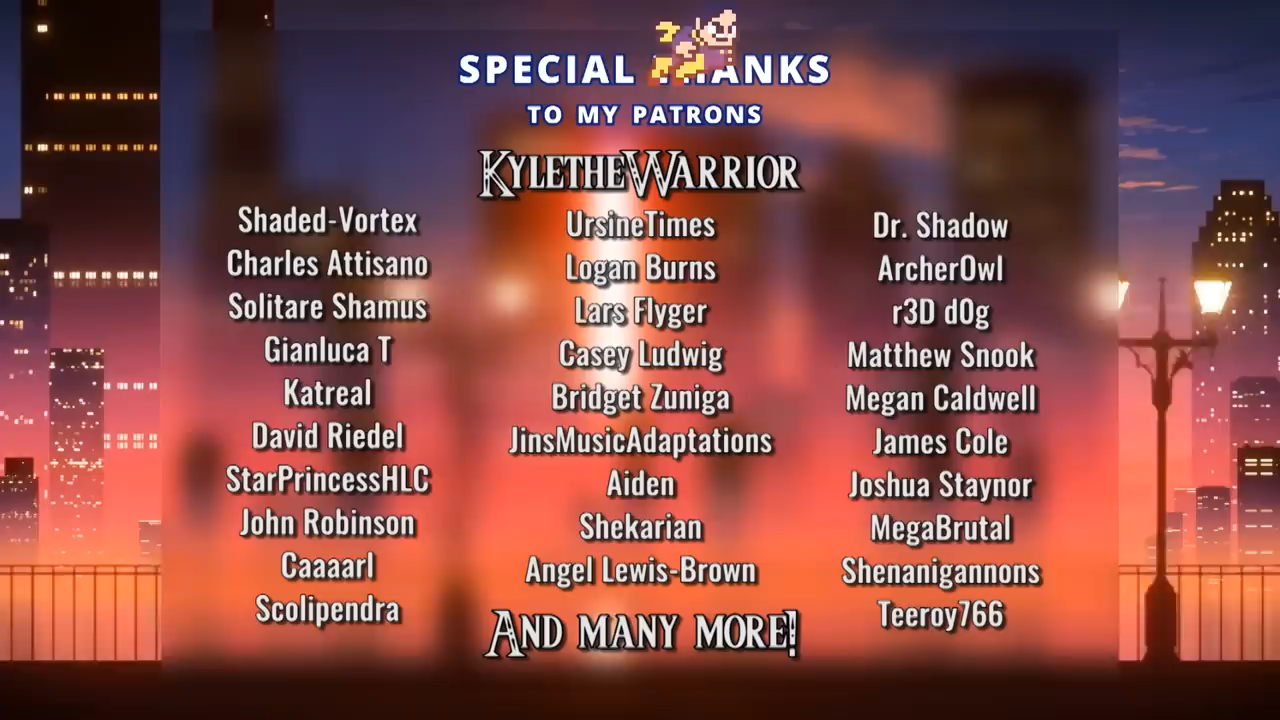 SPECIAL THANKS
TO MY PATRONS
KYLETHEWARRIOR
Shaded-Vortex
Charles Attisano
Solitare Shamus
Gianluca T
Katreal
David Riedel
StarPrincessHLC
John Robinson
Caaaarl
Scolipendra
UrsineTimes
Logan Burns
Lars Flyger
Casey Ludwig
Bridget Zuniga
JinsMusicAdaptations
Aiden
Shekarian
Angel Lewis-Brown
Dr. Shadow
ArcherOwl
r3D dOg
Matthew Snook
Megan Caldwell
James Cole
Joshua Staynor
MegaBrutal
Shenanigannons
Teeroy766
AND MANY MORE!